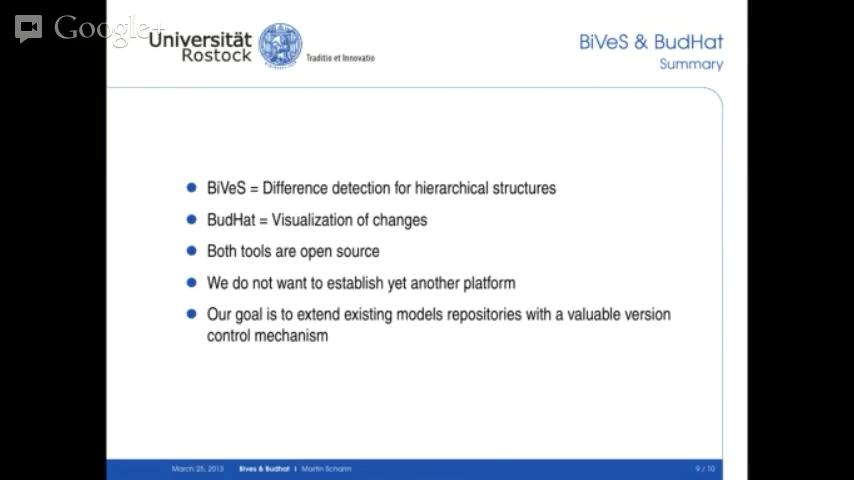 Google+
Universität
Rostock
Traditio et Innovatio
BiVeS & BudHat
Summary
BiVeS = Difference detection for hierarchical structures
BudHat = Visualization of changes
Both tools are open source
We do not want to establish yet another platform
Our goal is to extend existing models repositories with a valuable version
control mechanism
March 25, 2013 Bives & Budhat | Martin Scharm 9 / 10